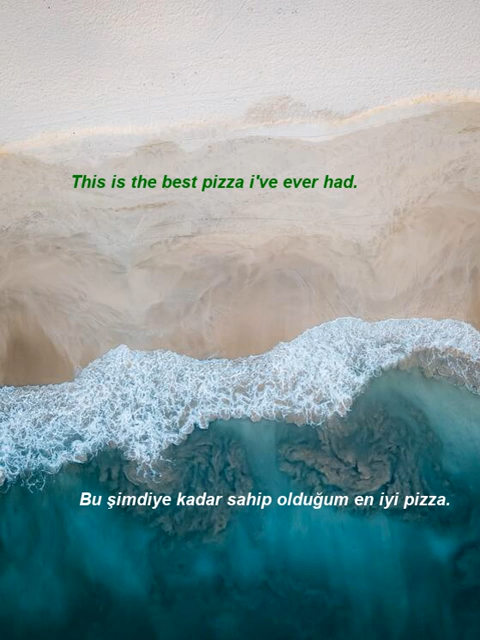 This is the best pizza i've ever had.
Bu şimdiye kadar sahip olduğum en iyi pizza.